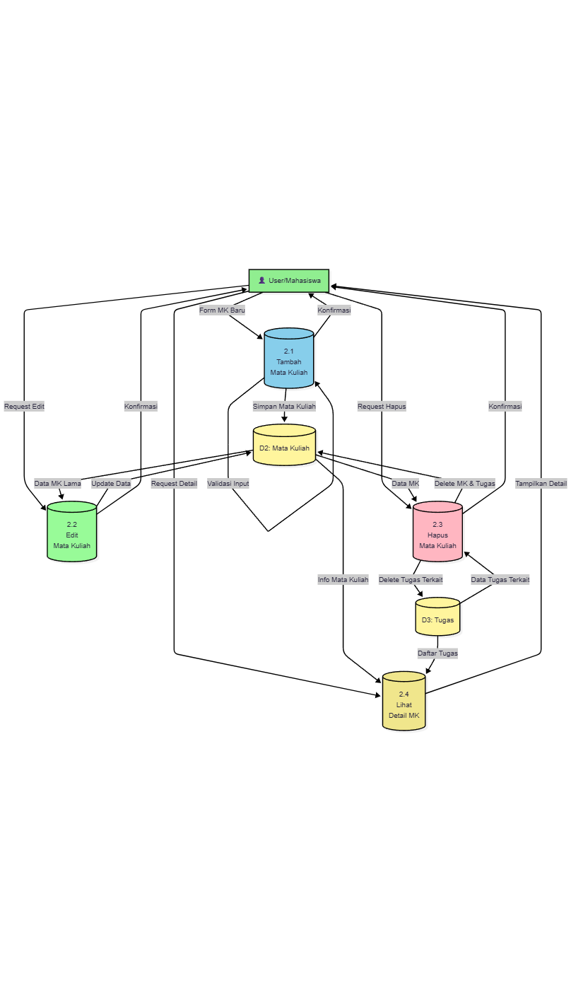 👤 User/Mahasiswa
Form MK Baru
Konfirmasi
2.1
Tambah
Mata Kuliah
Request Edit
Konfirmasi
Simpan Mata Kuliah
Request Hapus
Konfirmasi
D2: Mata Kuliah
Data MK Lama
Update Data
Request Detail
Validasi Input
Data MK
Delete MK & Tugas
Tampilkan Detail
2.2
Edit
Mata Kuliah
2.3
Hapus
Mata Kuliah
Info Mata Kuliah
Delete Tugas Terkait
Data Tugas Terkait
D3: Tugas
Daftar Tugas
2.4
Lihat
Detail MK